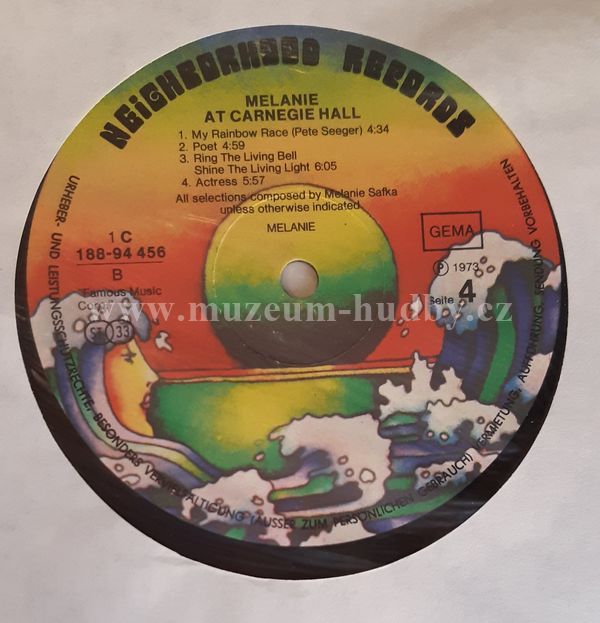 NEIGHBORHOOD RECORDS
MELANIE
AT CARNEGIE HALL
1. My Rainbow Race (Pete Seeger) 4:34
2. Poet 4:59
3. Ring The Living Bell
Shine The Living Light 6:05
4. Actress 5:57
All selections composed by Melanie Safka
unless otherwise indicated
MELANIE
1 C
188-94 456
B
Famous Music
ST 33
GEMA
P 1973
Seite 4
www.muzeum-hudby.cz
URHEBER- UND LEISTUNGSSCHUTZRECHTE, BESONDERS VERVIELFÄLTIGUNG (AUSSER ZUM PERSÖNLICHEN GEBRAUCH) VERMIETUNG, AUFFÜHRUNG, SENDUNG VORBEHALTEN